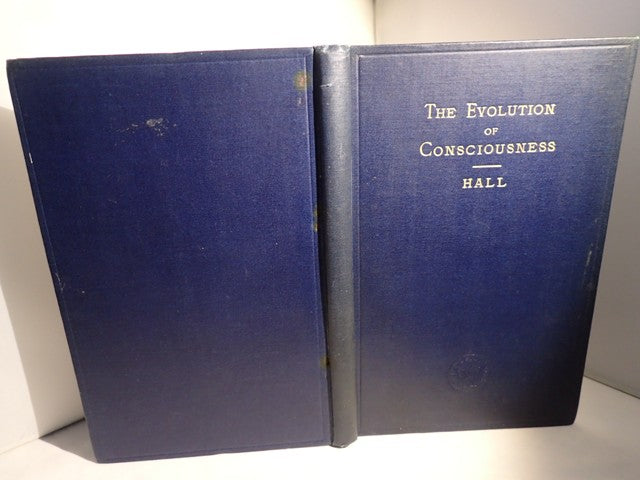 The Evolution
of
Consciousness
HALL